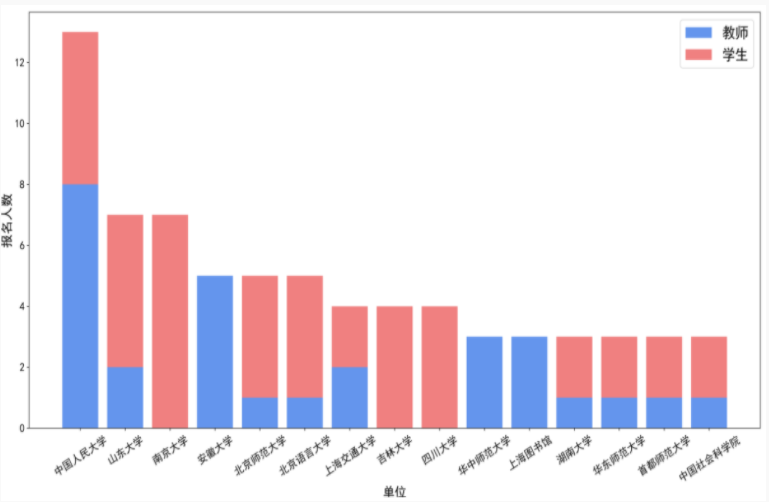 教师
学生
报名人数
12
10
8
6
4
2
0
中国人民大学
山东大学
南京大学
安徽大学
北京师范大学
北京语言大学
上海交通大学
吉林大学
四川大学
华中师范大学
上海图书馆
湖南大学
华东师范大学
首都师范大学
中国社会科学院
单位